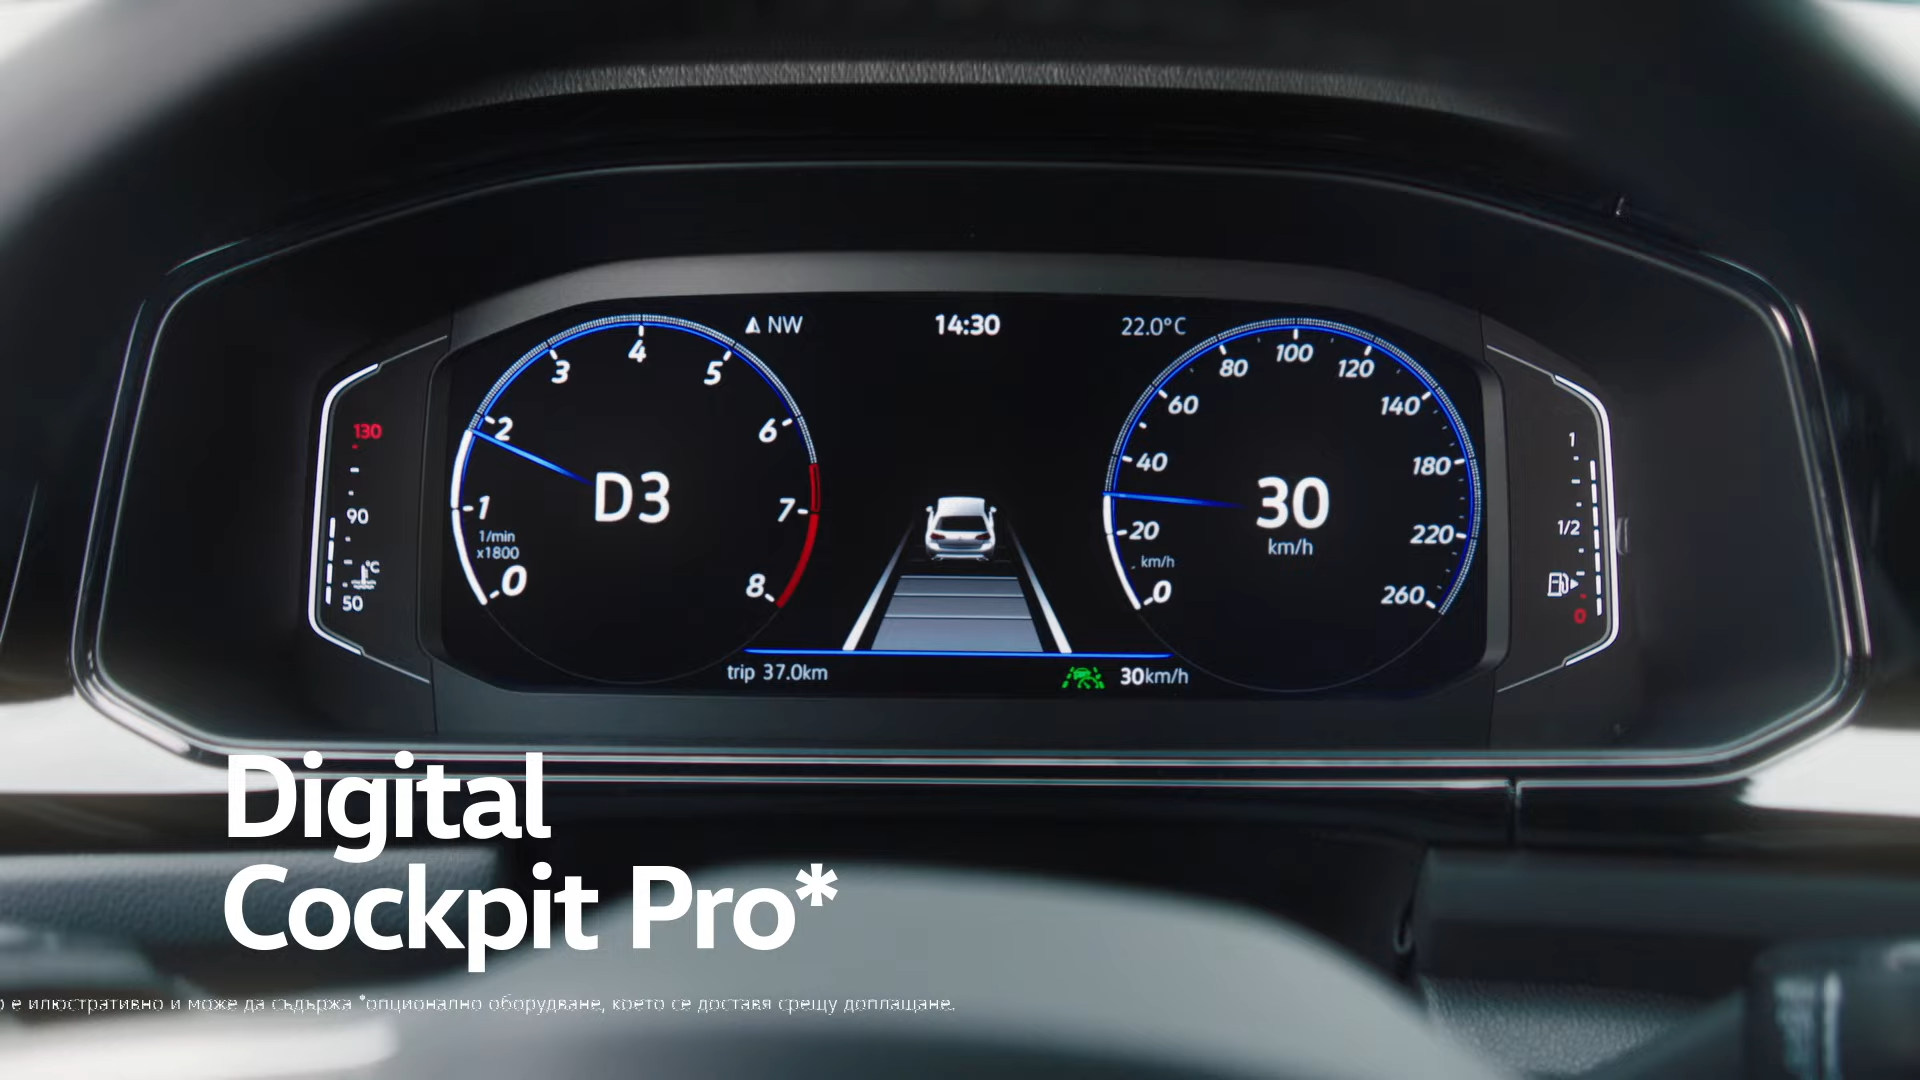 NW
14:30
22.0°C
4
3
5
2
6
1
7
1/min
x1800
0
8
D3
100
80
120
60
140
40
180
20
220
km/h
0
260
30
km/h
130
90
°C
50
1
1/2
0
trip 37.0km
30km/h
Digital
Cockpit Pro*
е илюстративно и може да съдържа *опционално оборудване, което се доставя срещу доплащане.